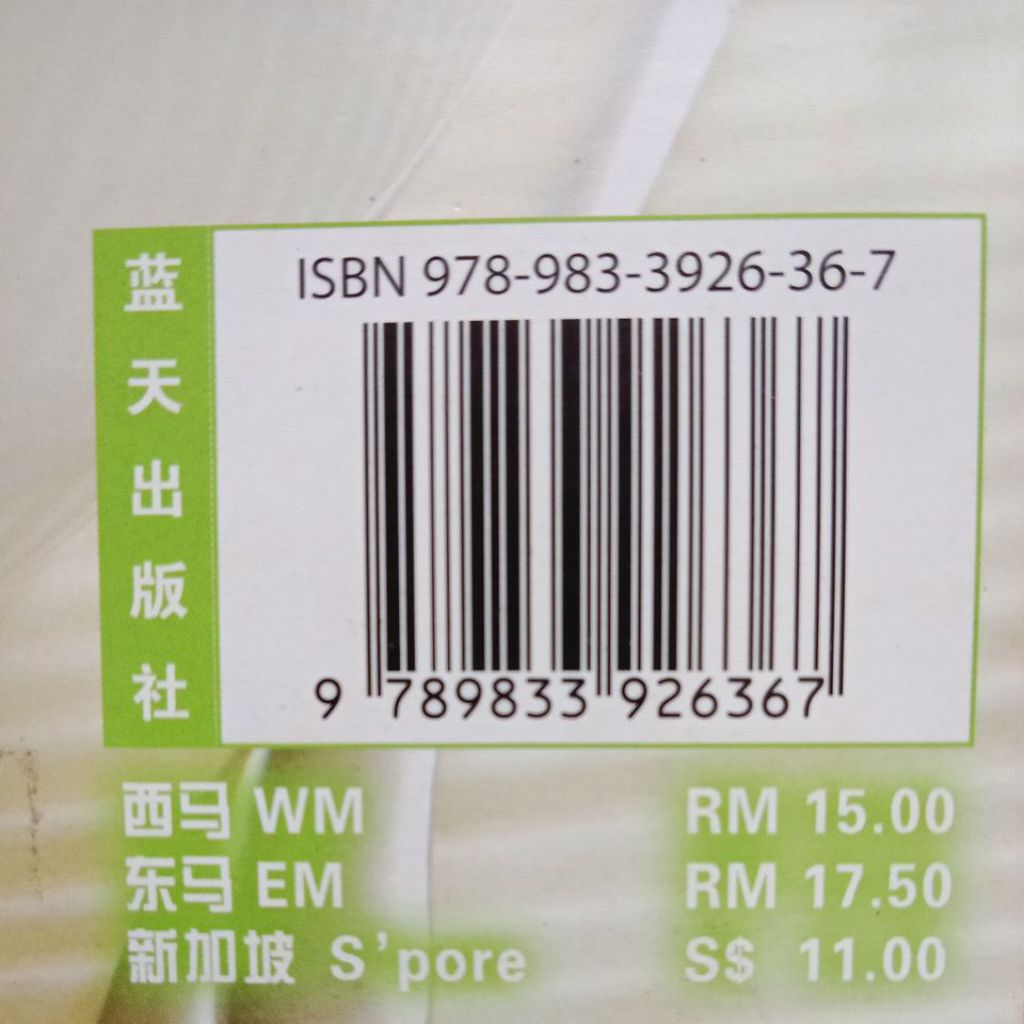 蓝天出版社
ISBN 978-983-3926-36-7
9 789833 926367
西马 WM RM 15.00
东马 EM RM 17.50
新加坡 S'pore S$ 11.00